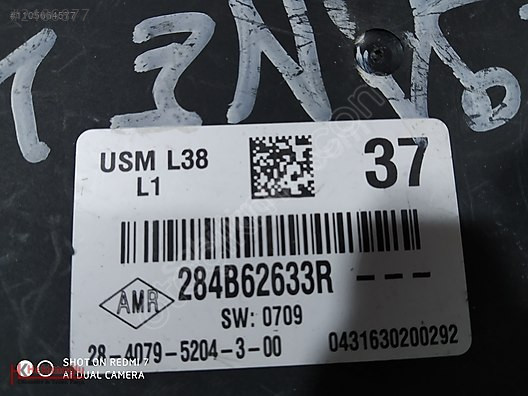 #1105064577
USM L38
L1
37
AMR
284B62633R ---
SW: 0709
28-4079-5204-3-00
0431630200292
SHOT ON REDMI 7
AI DUAL CAMERA